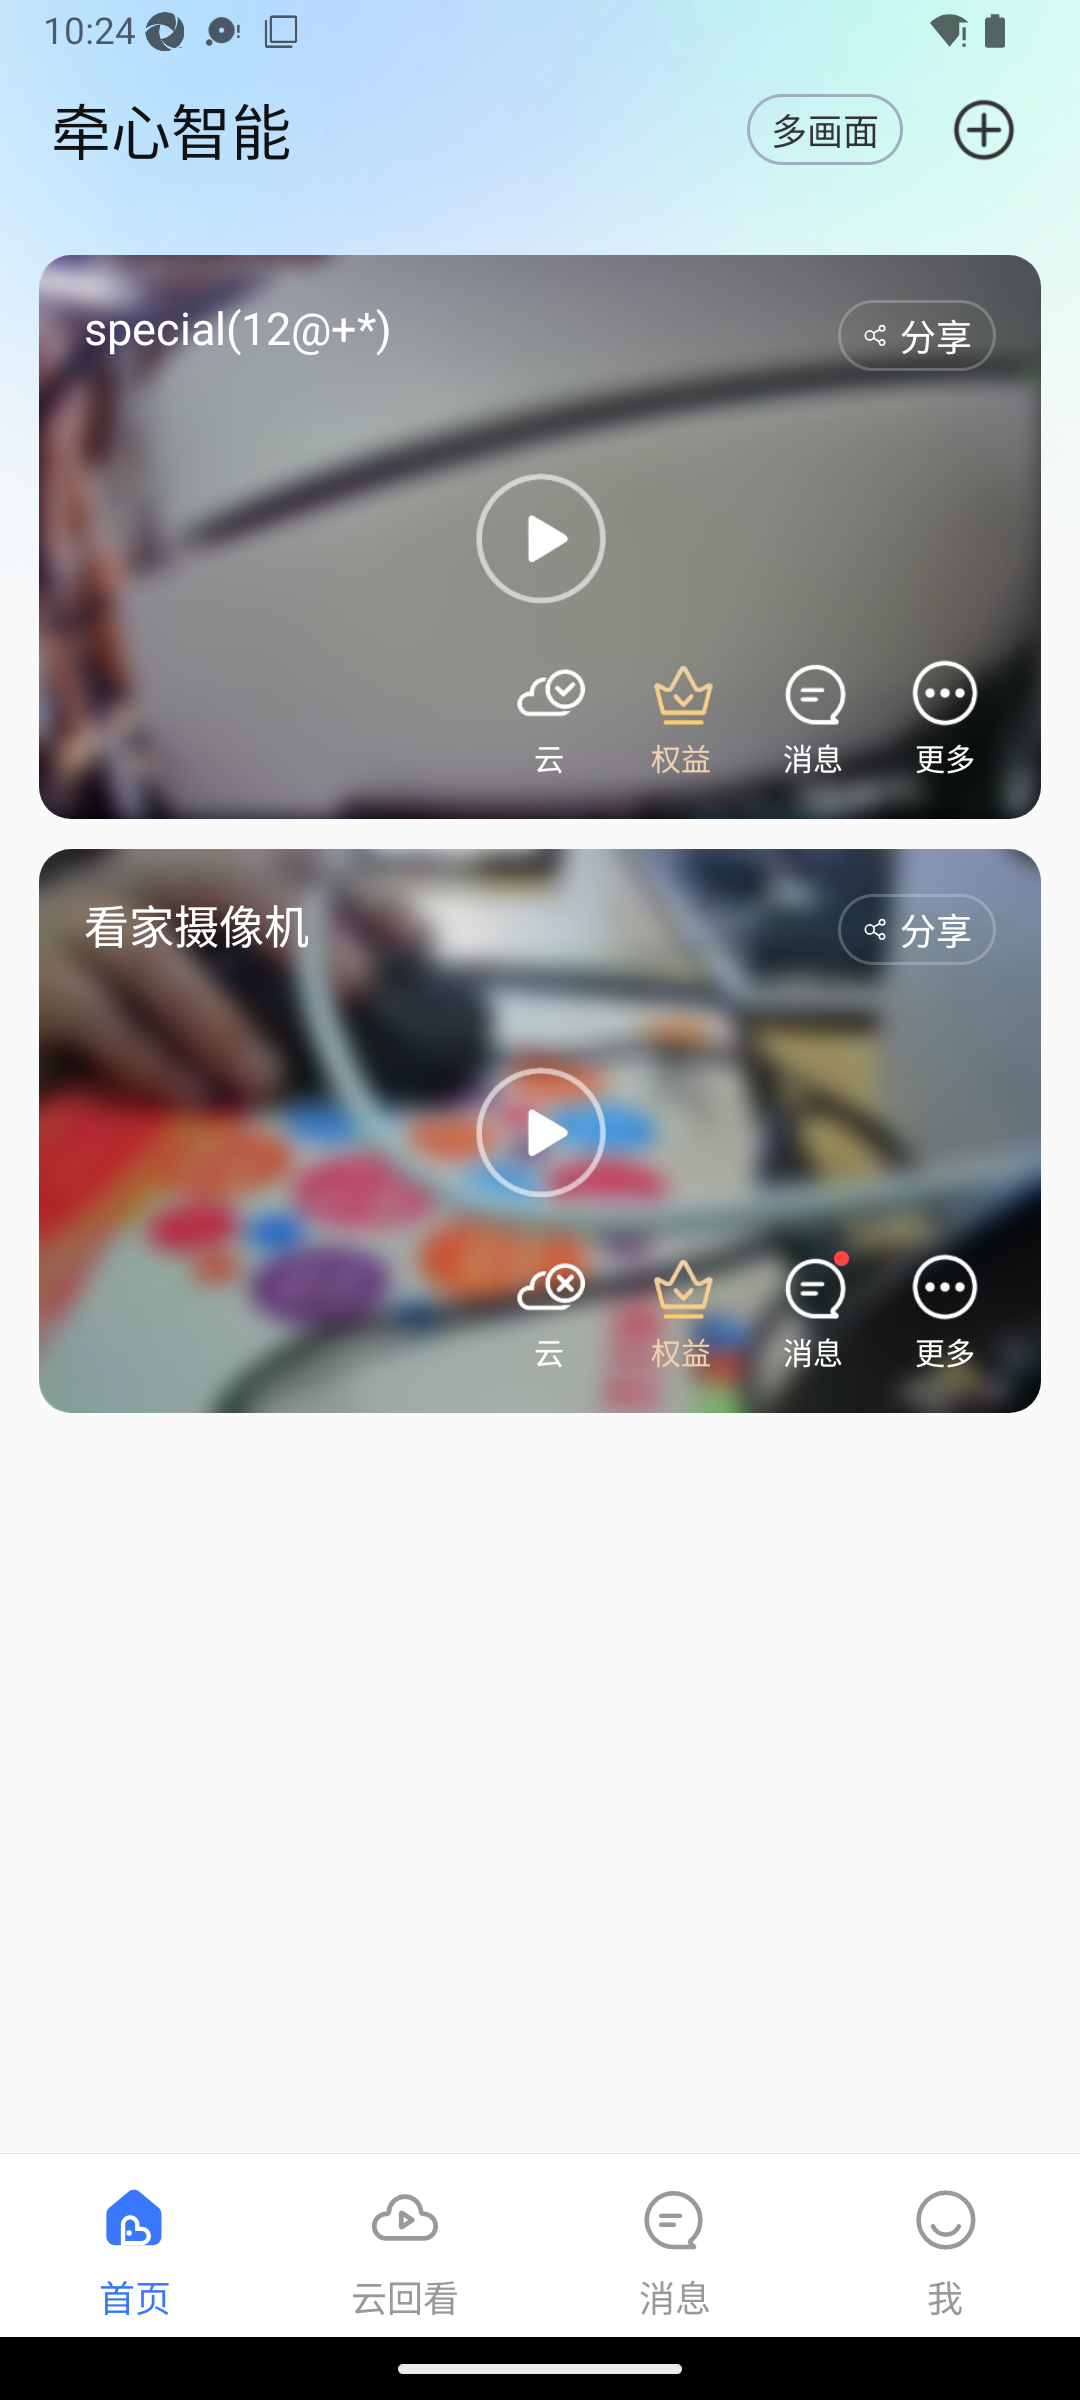 10:24
牵心智能
多画面
special(12@+*)
分享
云
权益
消息
更多
看家摄像机
分享
云
权益
消息
更多
首页
云回看
消息
我